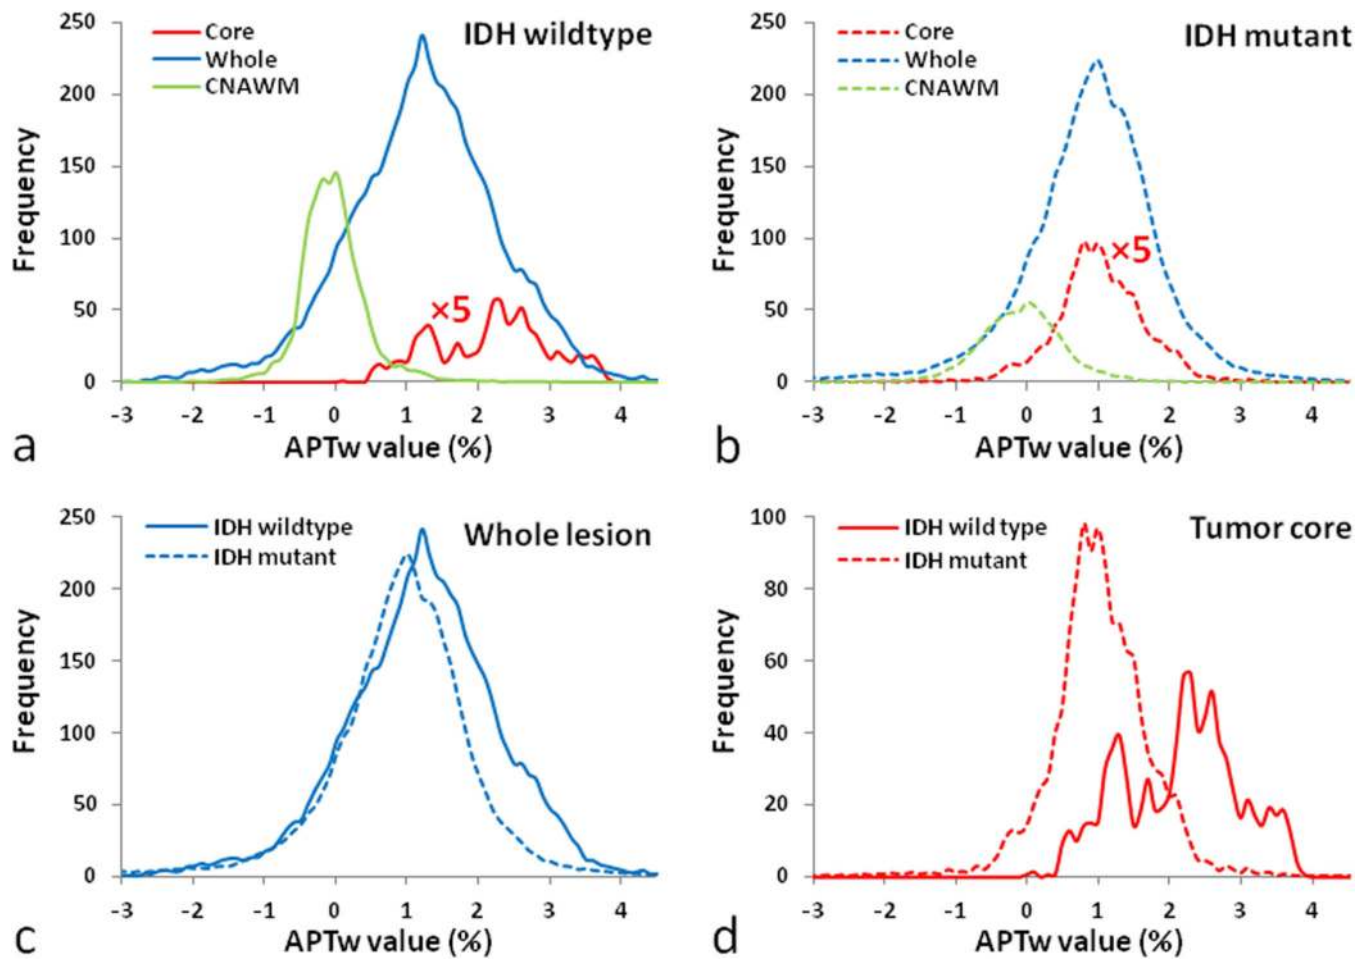 IDH wildtype
Core
Whole
CNAWM
×5
Frequency
250
200
150
100
50
0
-3 -2 -1 0 1 2 3 4
APTw value (%)
a
IDH mutant
Core
Whole
CNAWM
×5
Frequency
250
200
150
100
50
0
-3 -2 -1 0 1 2 3 4
APTw value (%)
b
Whole lesion
IDH wildtype
IDH mutant
Frequency
250
200
150
100
50
0
-3 -2 -1 0 1 2 3 4
APTw value (%)
c
Tumor core
IDH wild type
IDH mutant
Frequency
100
80
60
40
20
0
-3 -2 -1 0 1 2 3 4
APTw value (%)
d